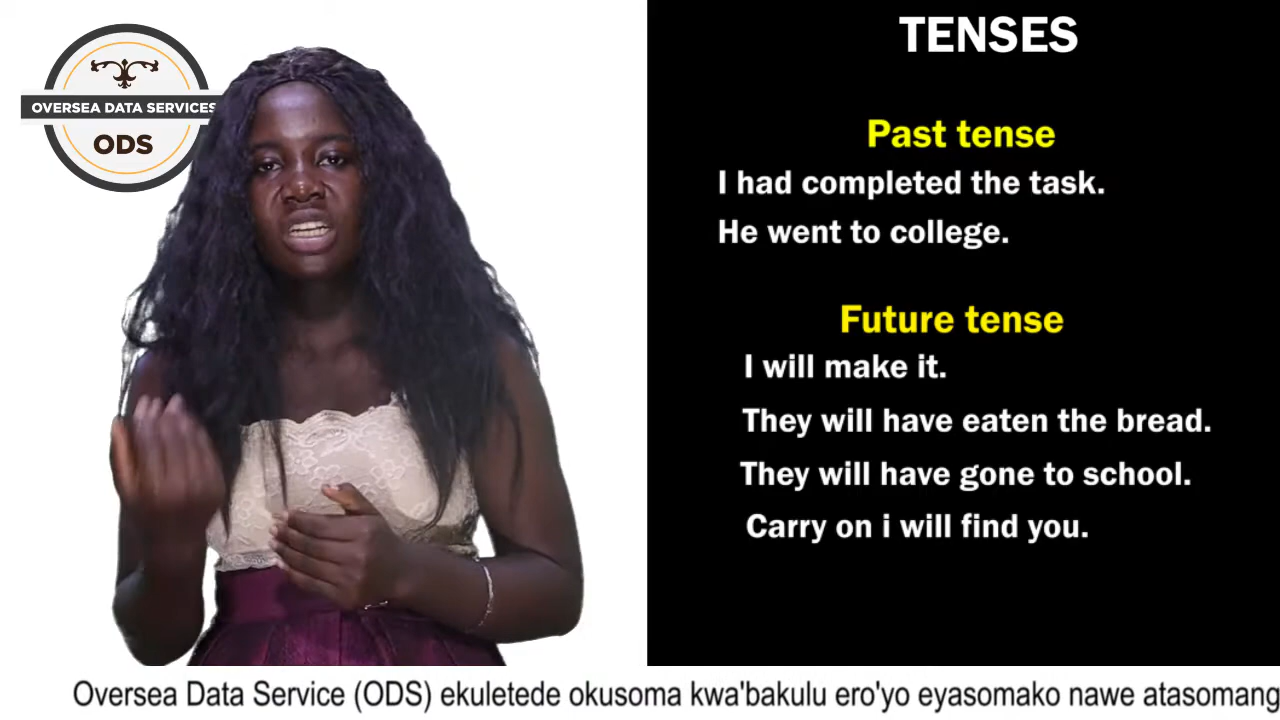 OVERSEA DATA SERVICES
ODS
TENSES
Past tense
I had completed the task.
He went to college.
Future tense
I will make it.
They will have eaten the bread.
They will have gone to school.
Carry on i will find you.
Oversea Data Service (ODS) ekuletede okusoma kwa'bakulu ero'yo eyasomako nawe atasomang